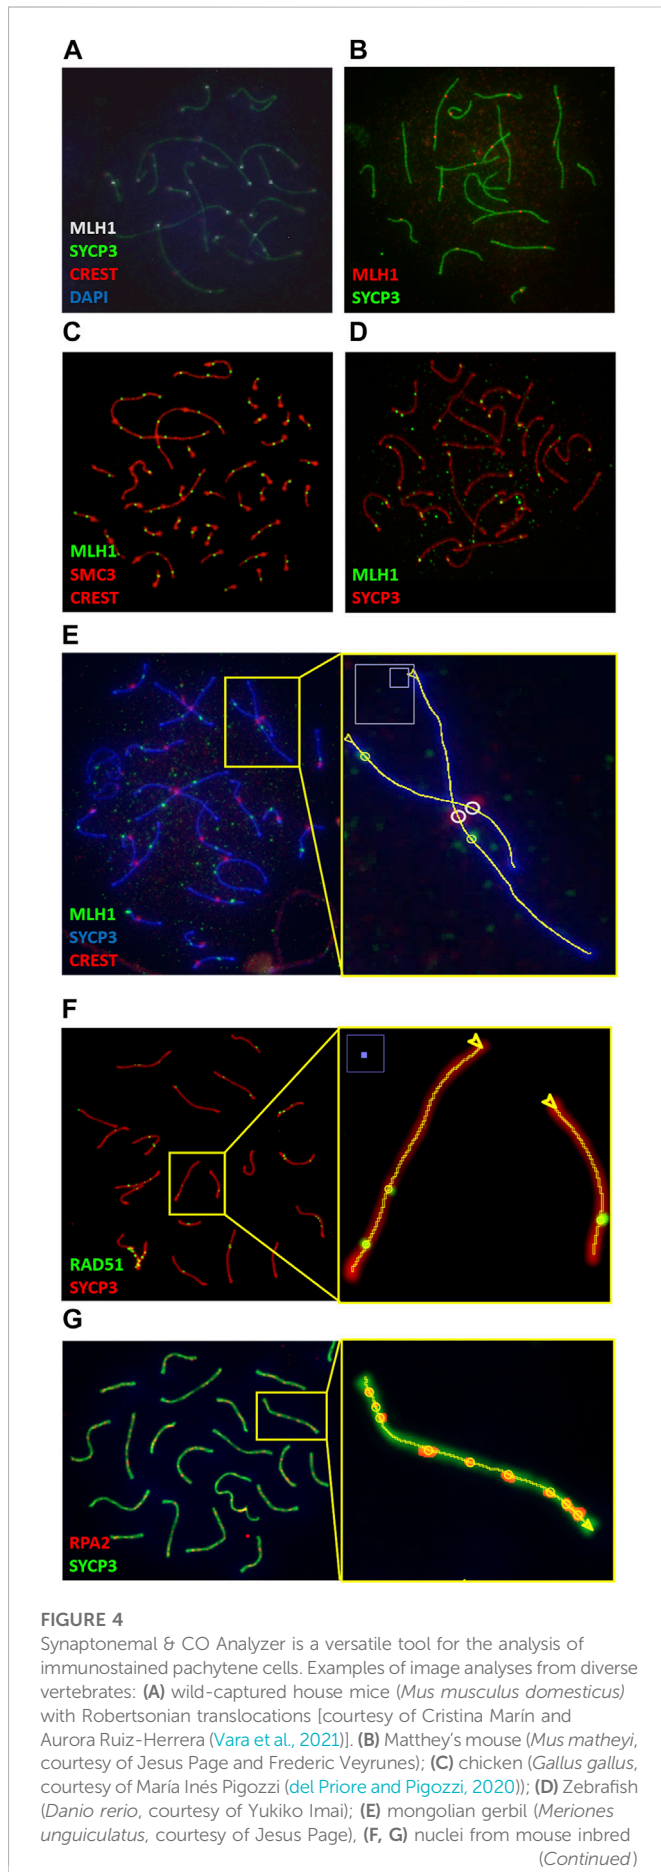 A
B
MLH1
SYCP3
CREST
DAPI
MLH1
SYCP3
C
D
MLH1
SMC3
CREST
MLH1
SYCP3
E
MLH1
SYCP3
CREST
F
RAD51
SYCP3
G
RPA2
SYCP3
FIGURE 4
Synaptonemal & CO Analyzer is a versatile tool for the analysis of
immunostained pachytene cells. Examples of image analyses from diverse
vertebrates: (A) wild-captured house mice (Mus musculus domesticus)
with Robertsonian translocations [courtesy of Cristina Marín and
Aurora Ruiz-Herrera (Vara et al., 2021)]. (B) Matthey's mouse (Mus matheyi,
courtesy of Jesus Page and Frederic Veyrunes); (C) chicken (Gallus gallus,
courtesy of María Inés Pigozzi (del Priore and Pigozzi, 2020)); (D) Zebrafish
(Danio rerio, courtesy of Yukiko Imai); (E) mongolian gerbil (Meriones
unguiculatus, courtesy of Jesus Page), (F, G) nuclei from mouse inbred
(Continued)